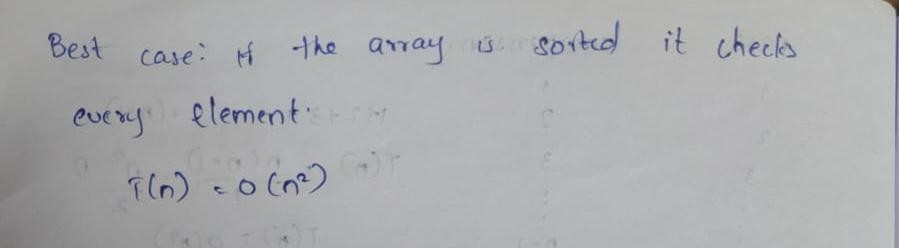 Best case: if the array is sorted it checks
every element.
T(n) = O(n²)